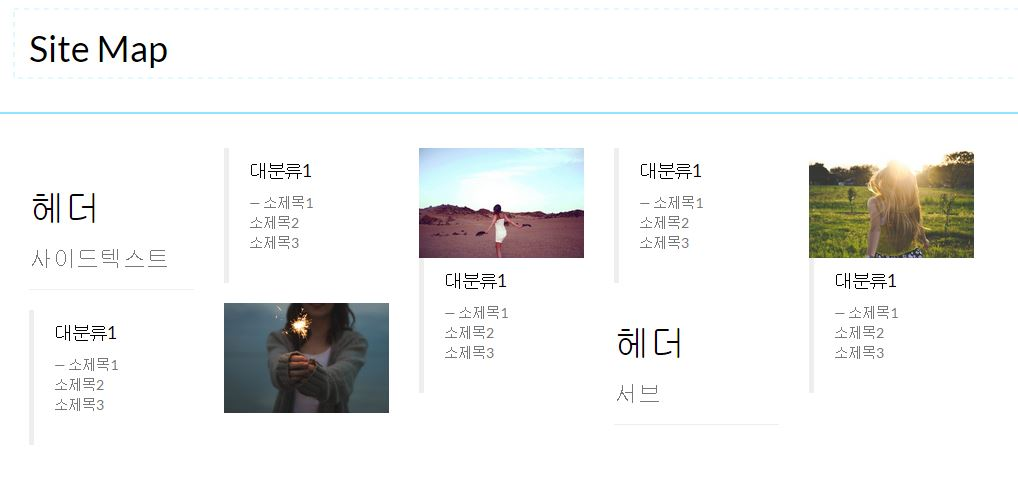 Site Map
헤더
사이드텍스트
대분류1
– 소제목1
소제목2
소제목3
대분류1
– 소제목1
소제목2
소제목3
대분류1
– 소제목1
소제목2
소제목3
대분류1
– 소제목1
소제목2
소제목3
헤더
서브
대분류1
– 소제목1
소제목2
소제목3